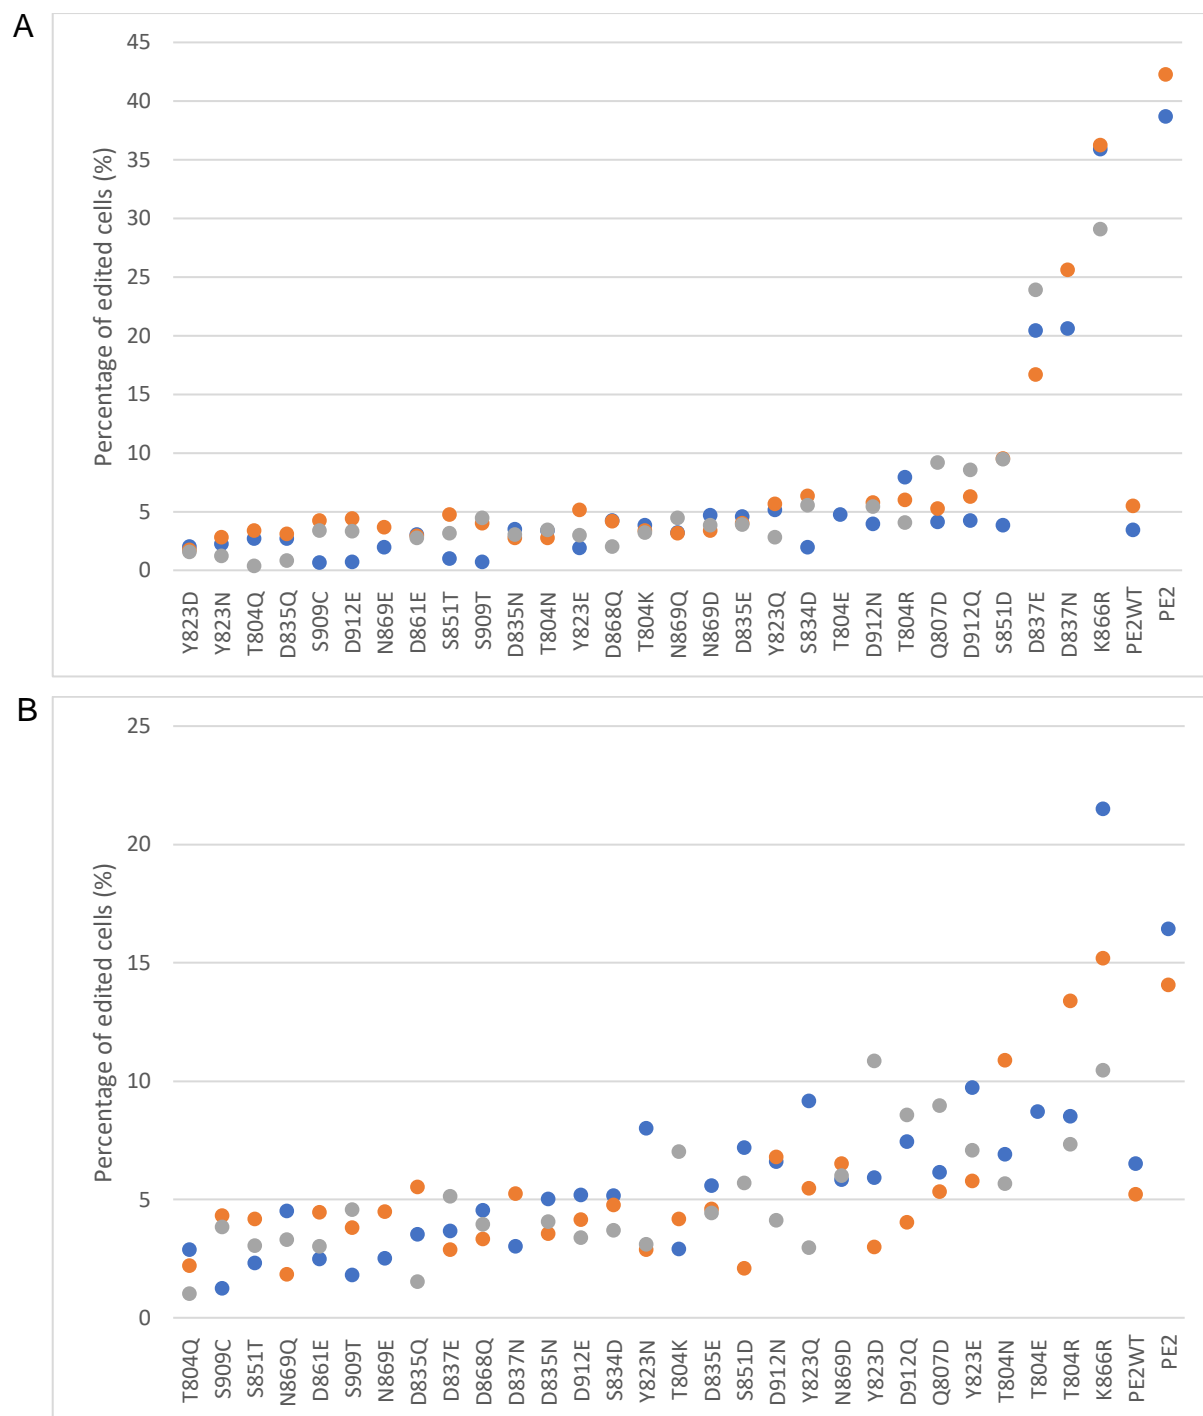 A
Percentage of edited cells (%)
45
40
35
30
25
20
15
10
5
0
Y823D
Y823N
T804Q
D835Q
S909C
D912E
N869E
D861E
S851T
S909T
D835N
T804N
Y823E
D868Q
T804K
N869Q
N869D
D835E
Y823Q
S834D
T804E
D912N
T804R
Q807D
D912Q
S851D
D837E
D837N
K866R
PE2WT
PE2
B
Percentage of edited cells (%)
25
20
15
10
5
0
T804Q
S909C
S851T
N869Q
D861E
S909T
N869E
D835Q
D837E
D868Q
D837N
D835N
D912E
S834D
Y823N
T804K
D835E
S851D
D912N
Y823Q
N869D
Y823D
D912Q
Q807D
Y823E
T804N
T804E
T804R
K866R
PE2WT
PE2